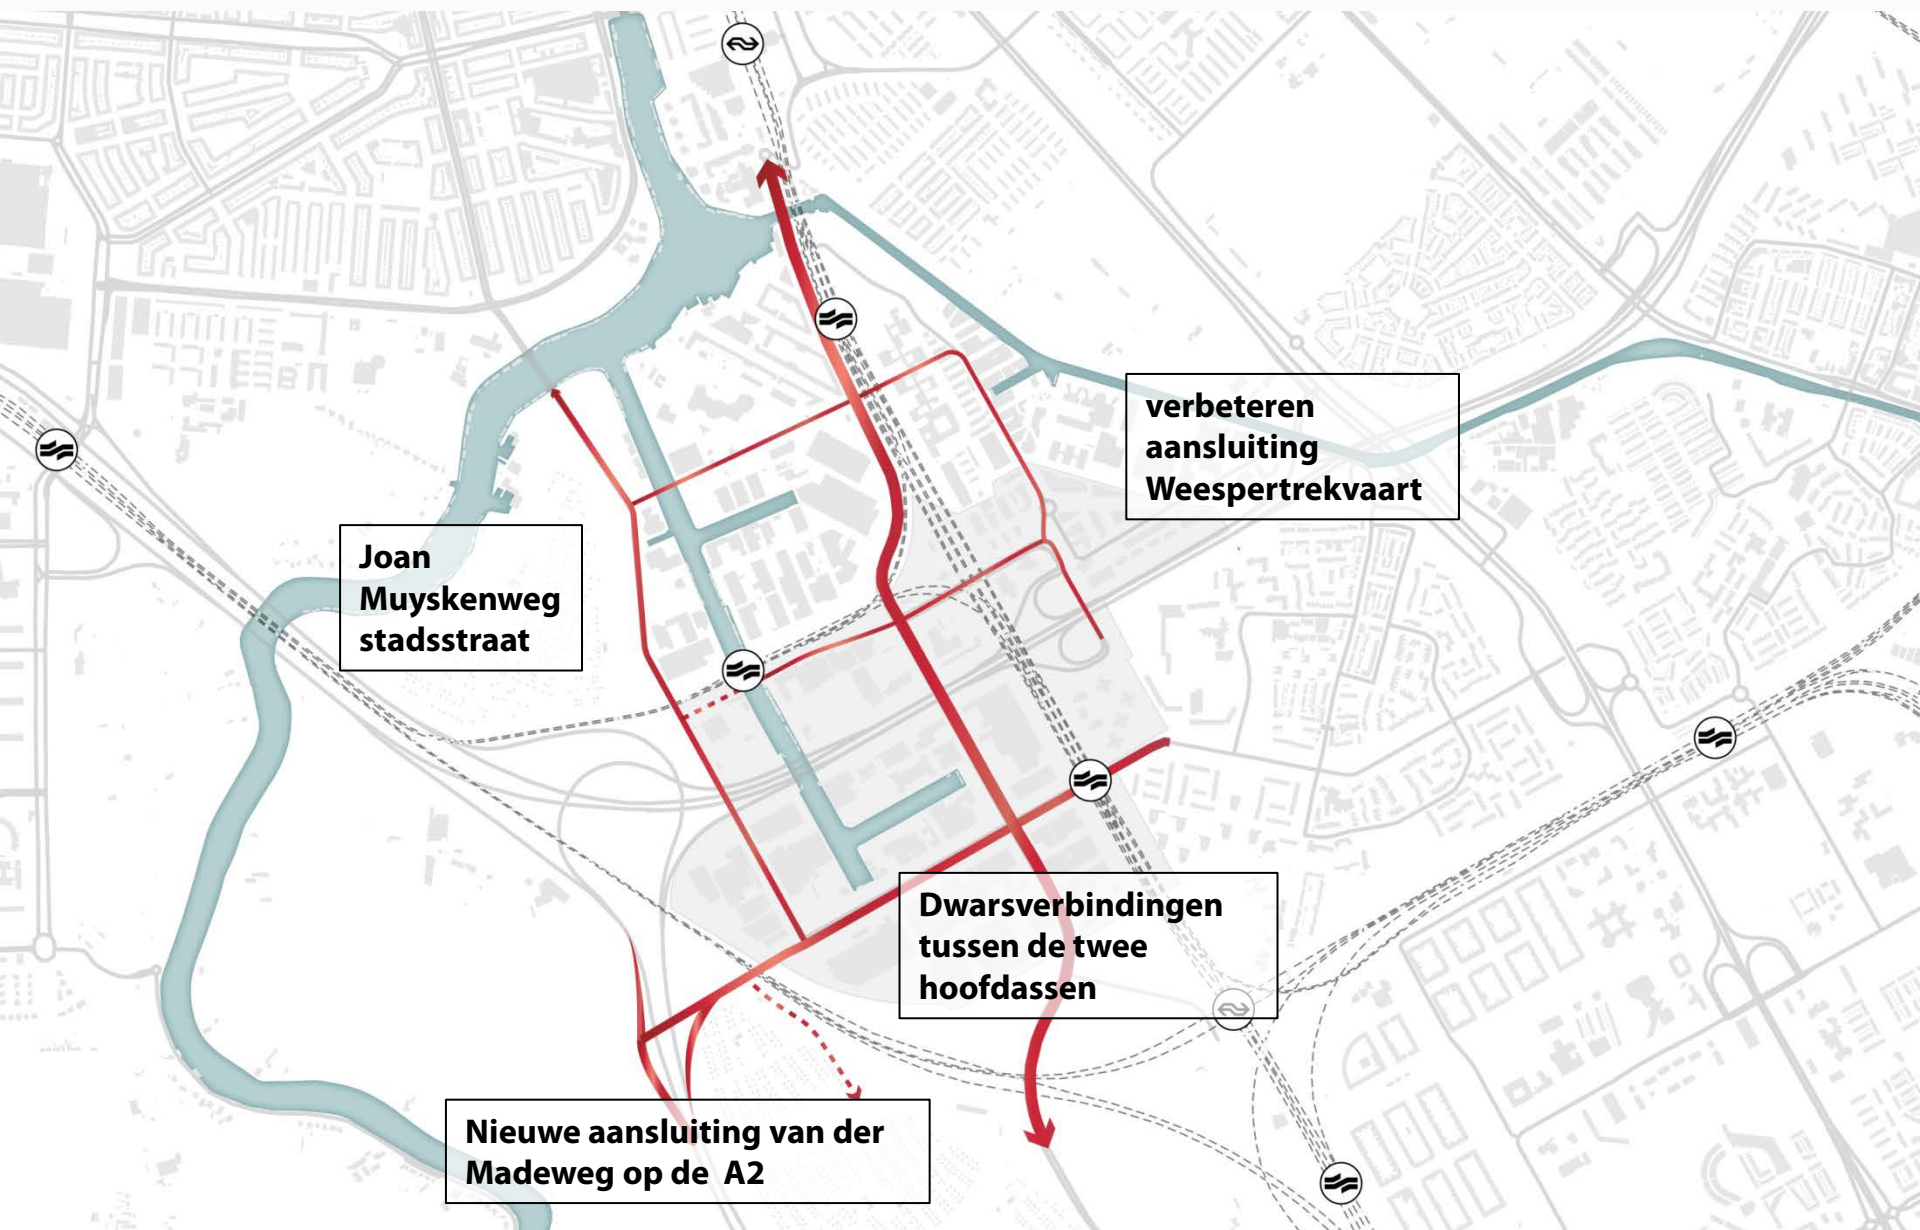 verbeteren
aansluiting
Weespertrekvaart
Joan
Muyskenweg
stadsstraat
Dwarsverbindingen
tussen de twee
hoofdassen
Nieuwe aansluiting van der
Madeweg op de A2